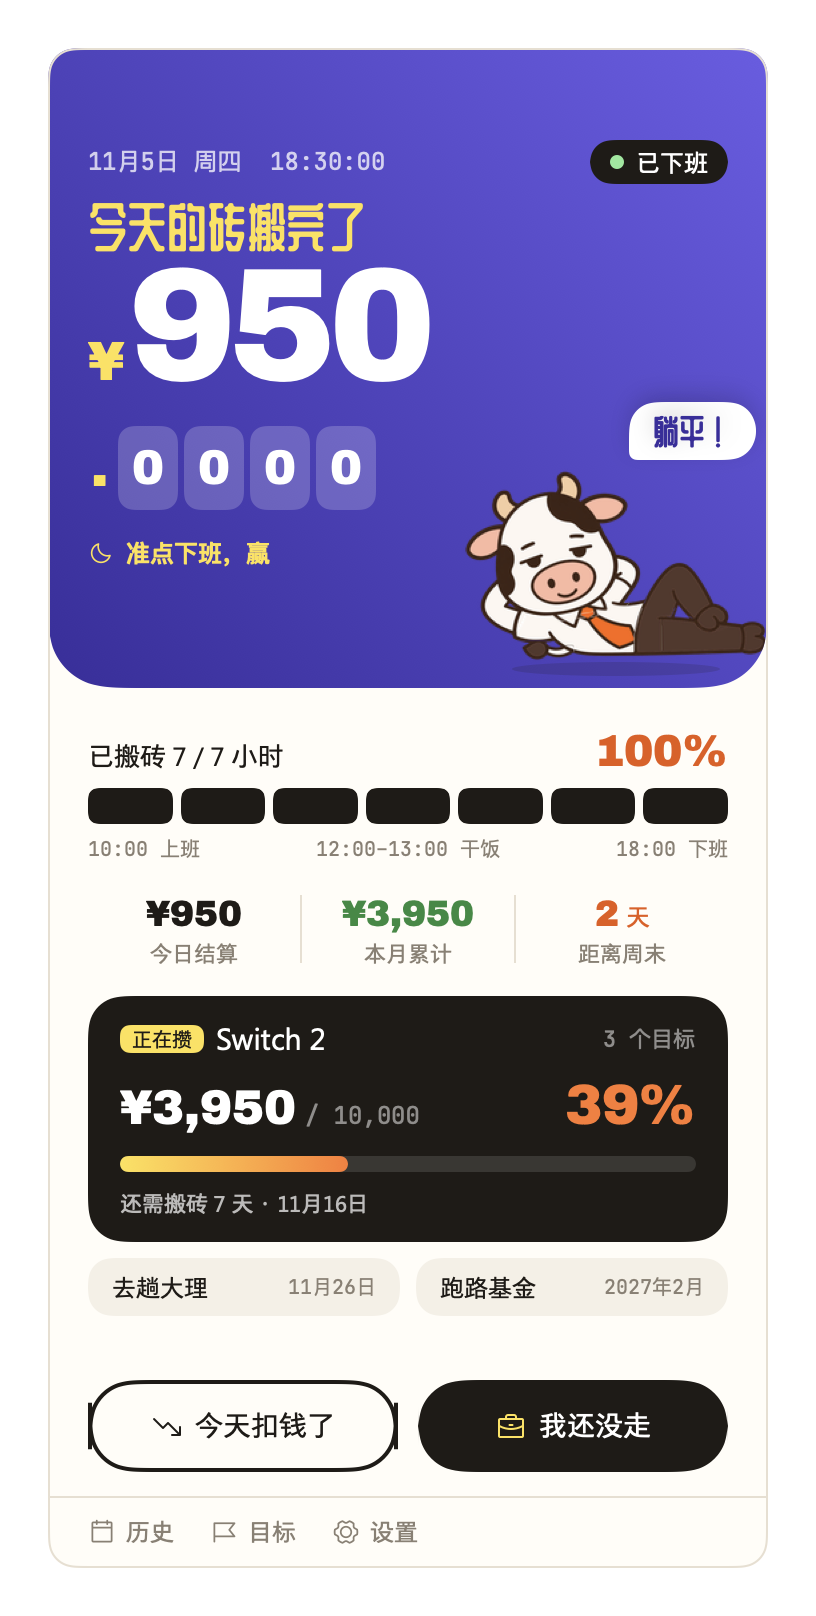 11月5日 周四 18:30:00
已下班
今天的砖搬完了
¥950
.0000
躺平！
准点下班，赢
已搬砖 7 / 7 小时
100%
10:00 上班
12:00–13:00 干饭
18:00 下班
¥950
¥3,950
2 天
今日结算
本月累计
距离周末
正在攒 Switch 2
3 个目标
¥3,950 / 10,000
39%
还需搬砖 7 天 · 11月16日
去趟大理
11月26日
跑路基金
2027年2月
今天扣钱了
我还没走
历史
目标
设置